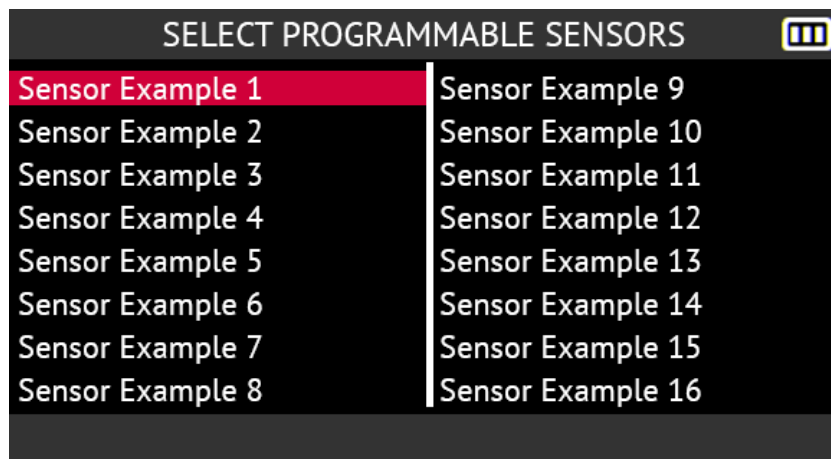 SELECT PROGRAMMABLE SENSORS
Sensor Example 1
Sensor Example 2
Sensor Example 3
Sensor Example 4
Sensor Example 5
Sensor Example 6
Sensor Example 7
Sensor Example 8
Sensor Example 9
Sensor Example 10
Sensor Example 11
Sensor Example 12
Sensor Example 13
Sensor Example 14
Sensor Example 15
Sensor Example 16